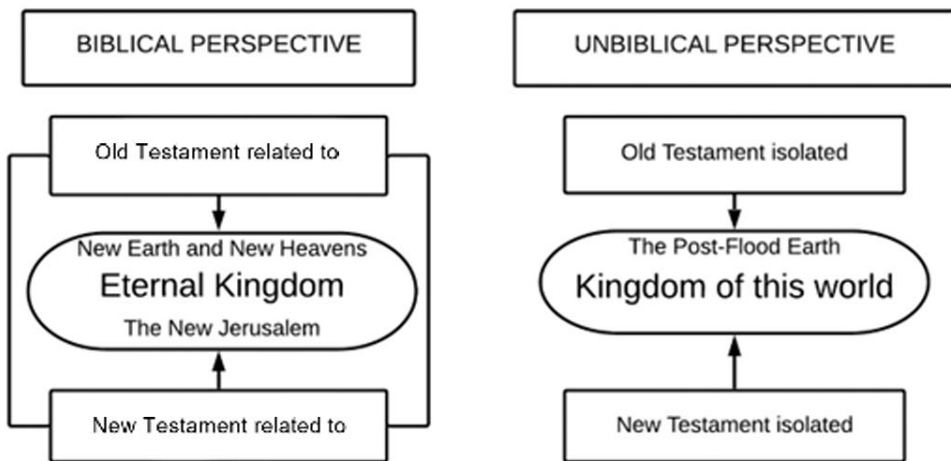 BIBLICAL PERSPECTIVE
Old Testament related to
New Earth and New Heavens
Eternal Kingdom
The New Jerusalem
New Testament related to
UNBIBLICAL PERSPECTIVE
Old Testament isolated
The Post-Flood Earth
Kingdom of this world
New Testament isolated